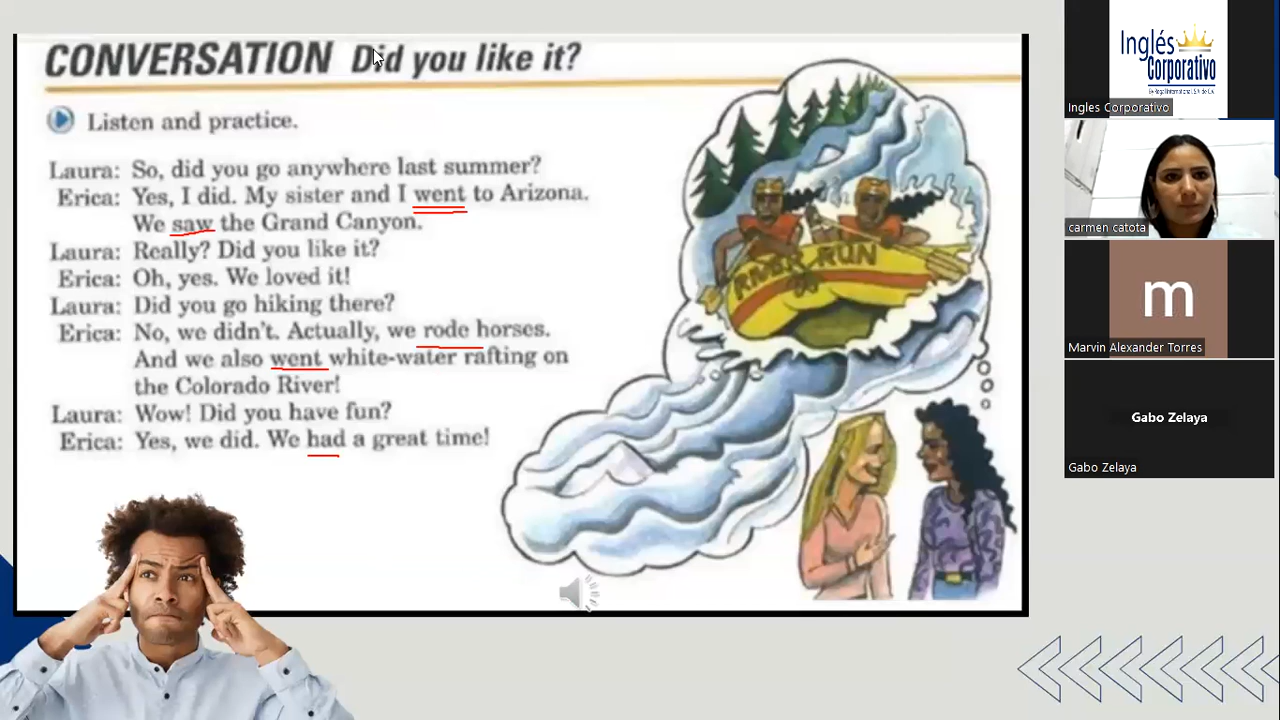 CONVERSATION Did you like it?
Listen and practice.
Laura: So, did you go anywhere last summer?
Erica: Yes, I did. My sister and I went to Arizona.
We saw the Grand Canyon.
Laura: Really? Did you like it?
Erica: Oh, yes. We loved it!
Laura: Did you go hiking there?
Erica: No, we didn't. Actually, we rode horses.
And we also went white-water rafting on
the Colorado River!
Laura: Wow! Did you have fun?
Erica: Yes, we did. We had a great time!
RIVER RUN
Inglés
Corporativo
Ingles Corporativo
carmen catota
m
Marvin Alexander Torres
Gabo Zelaya
Gabo Zelaya